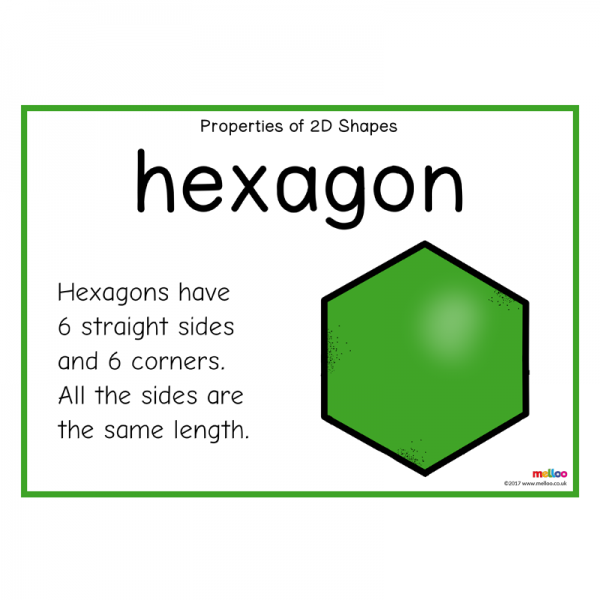 Properties of 2D Shapes
hexagon
Hexagons have
6 straight sides
and 6 corners.
All the sides are
the same length.
melloo
©2017 www.melloo.co.uk